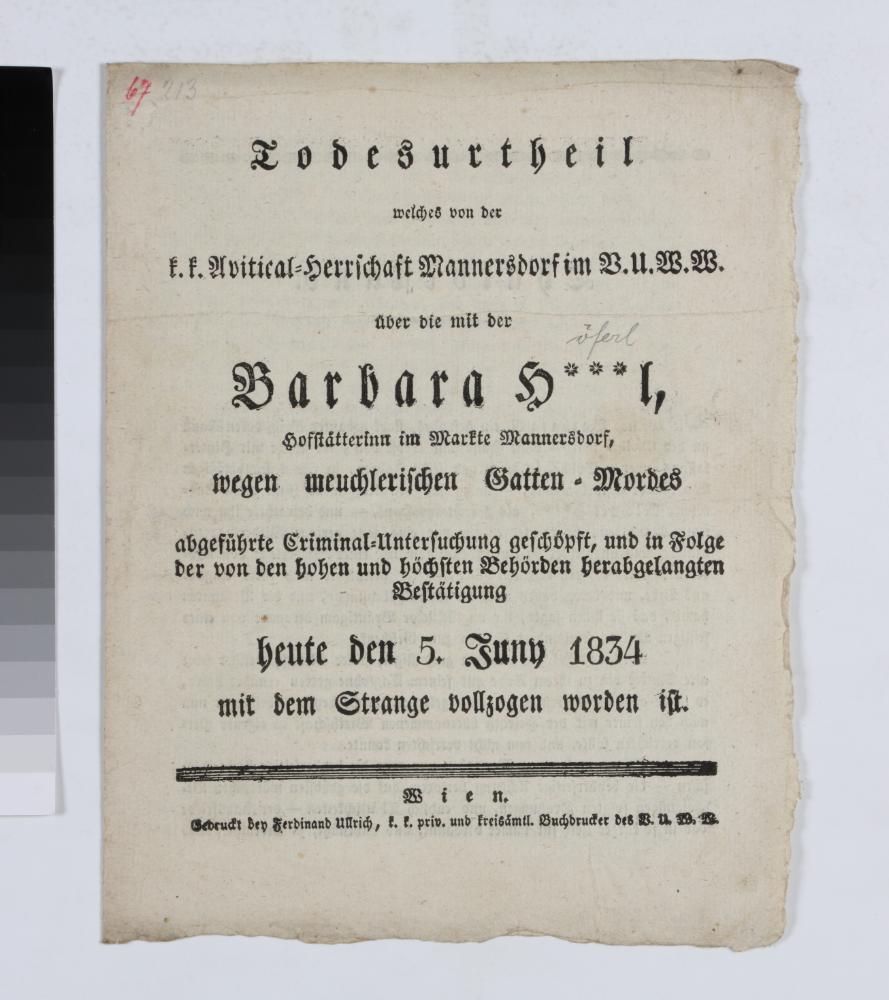 67 213
Todesurtheil
welches von der
k. k. Avitical-Herrschaft Mannersdorf im V. U. W. W.
über die mit der
öferl
Barbara H***l,
Hofstätterinn im Markte Mannersdorf,
wegen meuchlerischen Gatten-Mordes
abgeführte Criminal-Untersuchung geschöpft, und in Folge
der von den hohen und höchsten Behörden herabgelangten
Bestätigung
heute den 5. Juny 1834
mit dem Strange vollzogen worden ist.
Wien.
Gedruckt bey Ferdinand Ullrich, k. k. priv. und kreisämtl. Buchdrucker des V. U. W. W.